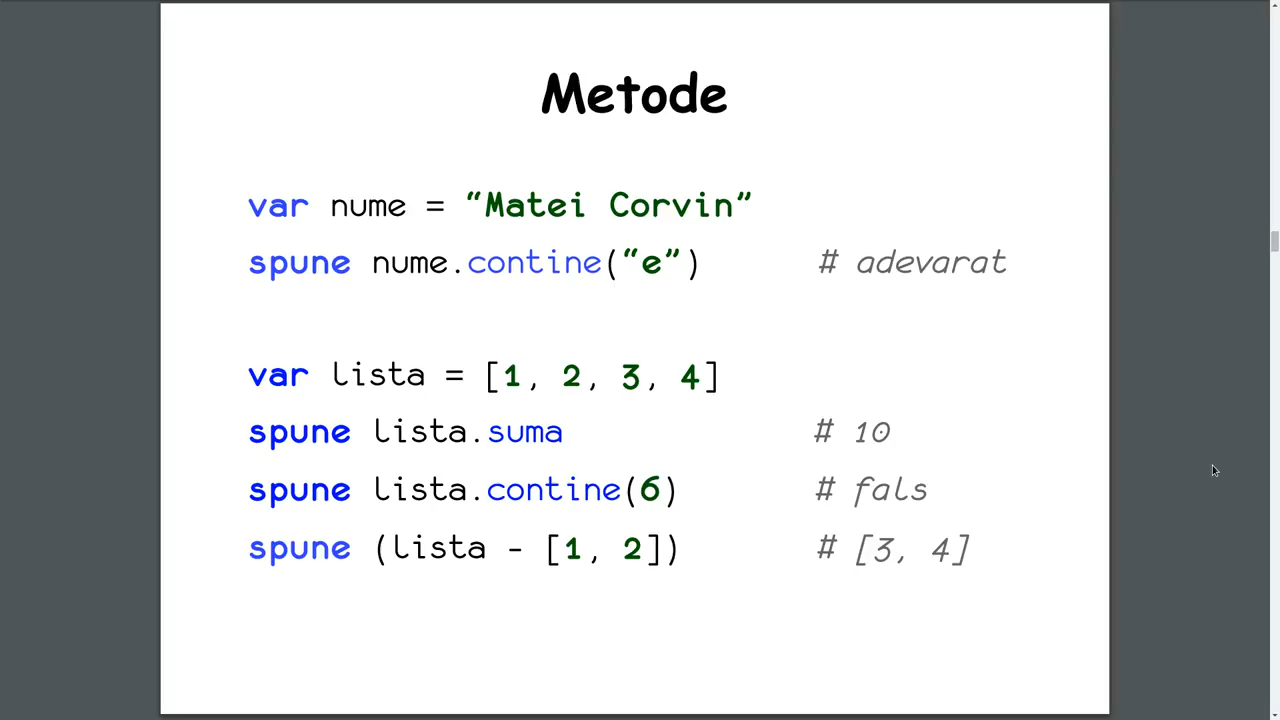 Metode
var nume = "Matei Corvin"
spune nume.contine("e") # adevarat
var lista = [1, 2, 3, 4]
spune lista.suma # 10
spune lista.contine(6) # fals
spune (lista - [1, 2]) # [3, 4]